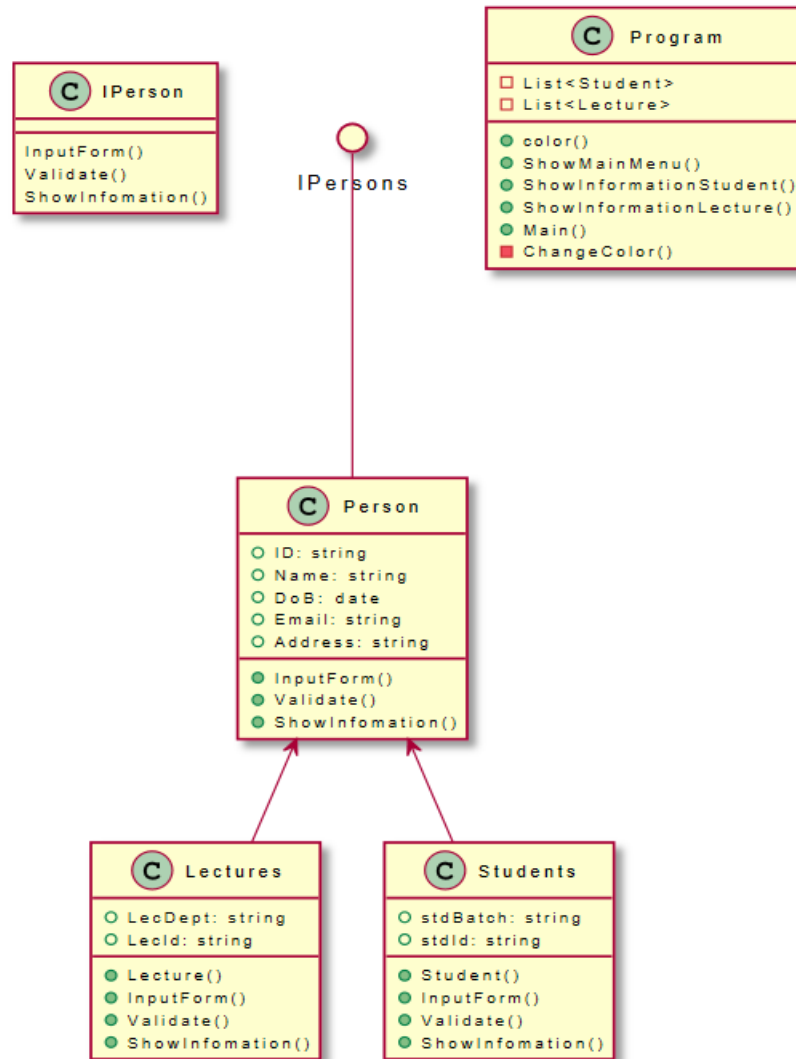 C IPerson
InputForm()
Validate()
ShowInfomation()
IPersons
C Program
List<Student>
List<Lecture>
color()
ShowMainMenu()
ShowInformationStudent()
ShowInformationLecture()
Main()
ChangeColor()
C Person
ID: string
Name: string
DoB: date
Email: string
Address: string
InputForm()
Validate()
ShowInfomation()
C Lectures
LecDept: string
LecId: string
Lecture()
InputForm()
Validate()
ShowInfomation()
C Students
stdBatch: string
stdId: string
Student()
InputForm()
Validate()
ShowInfomation()